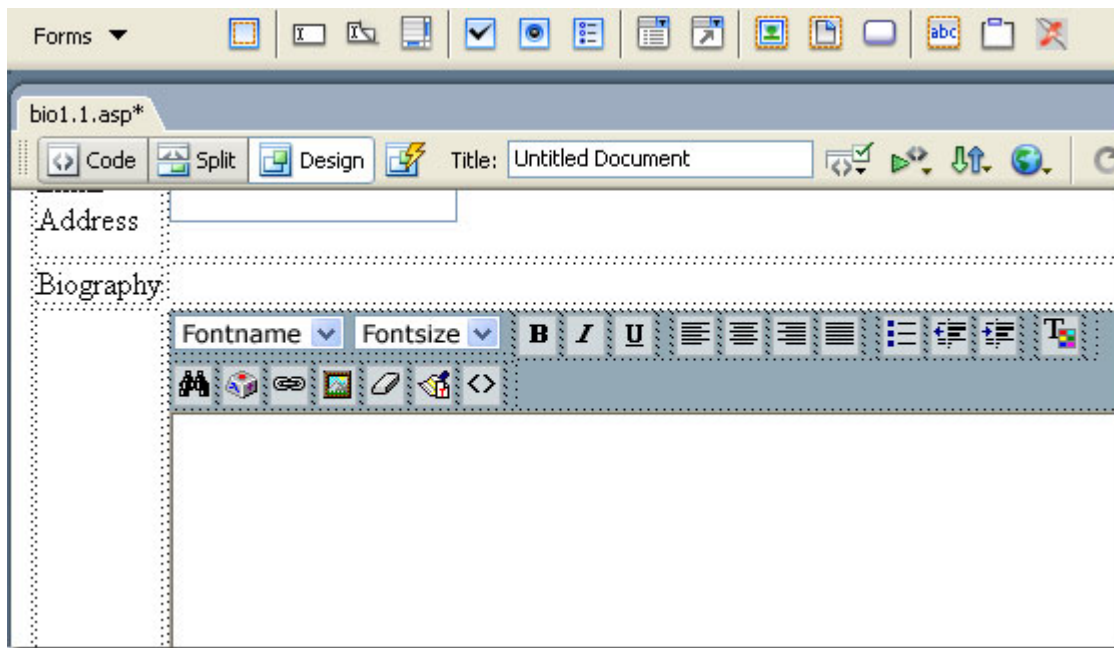 Forms
abc
bio1.1.asp*
Code Split Design Title: Untitled Document
Address
Biography
Fontname Fontsize B I U